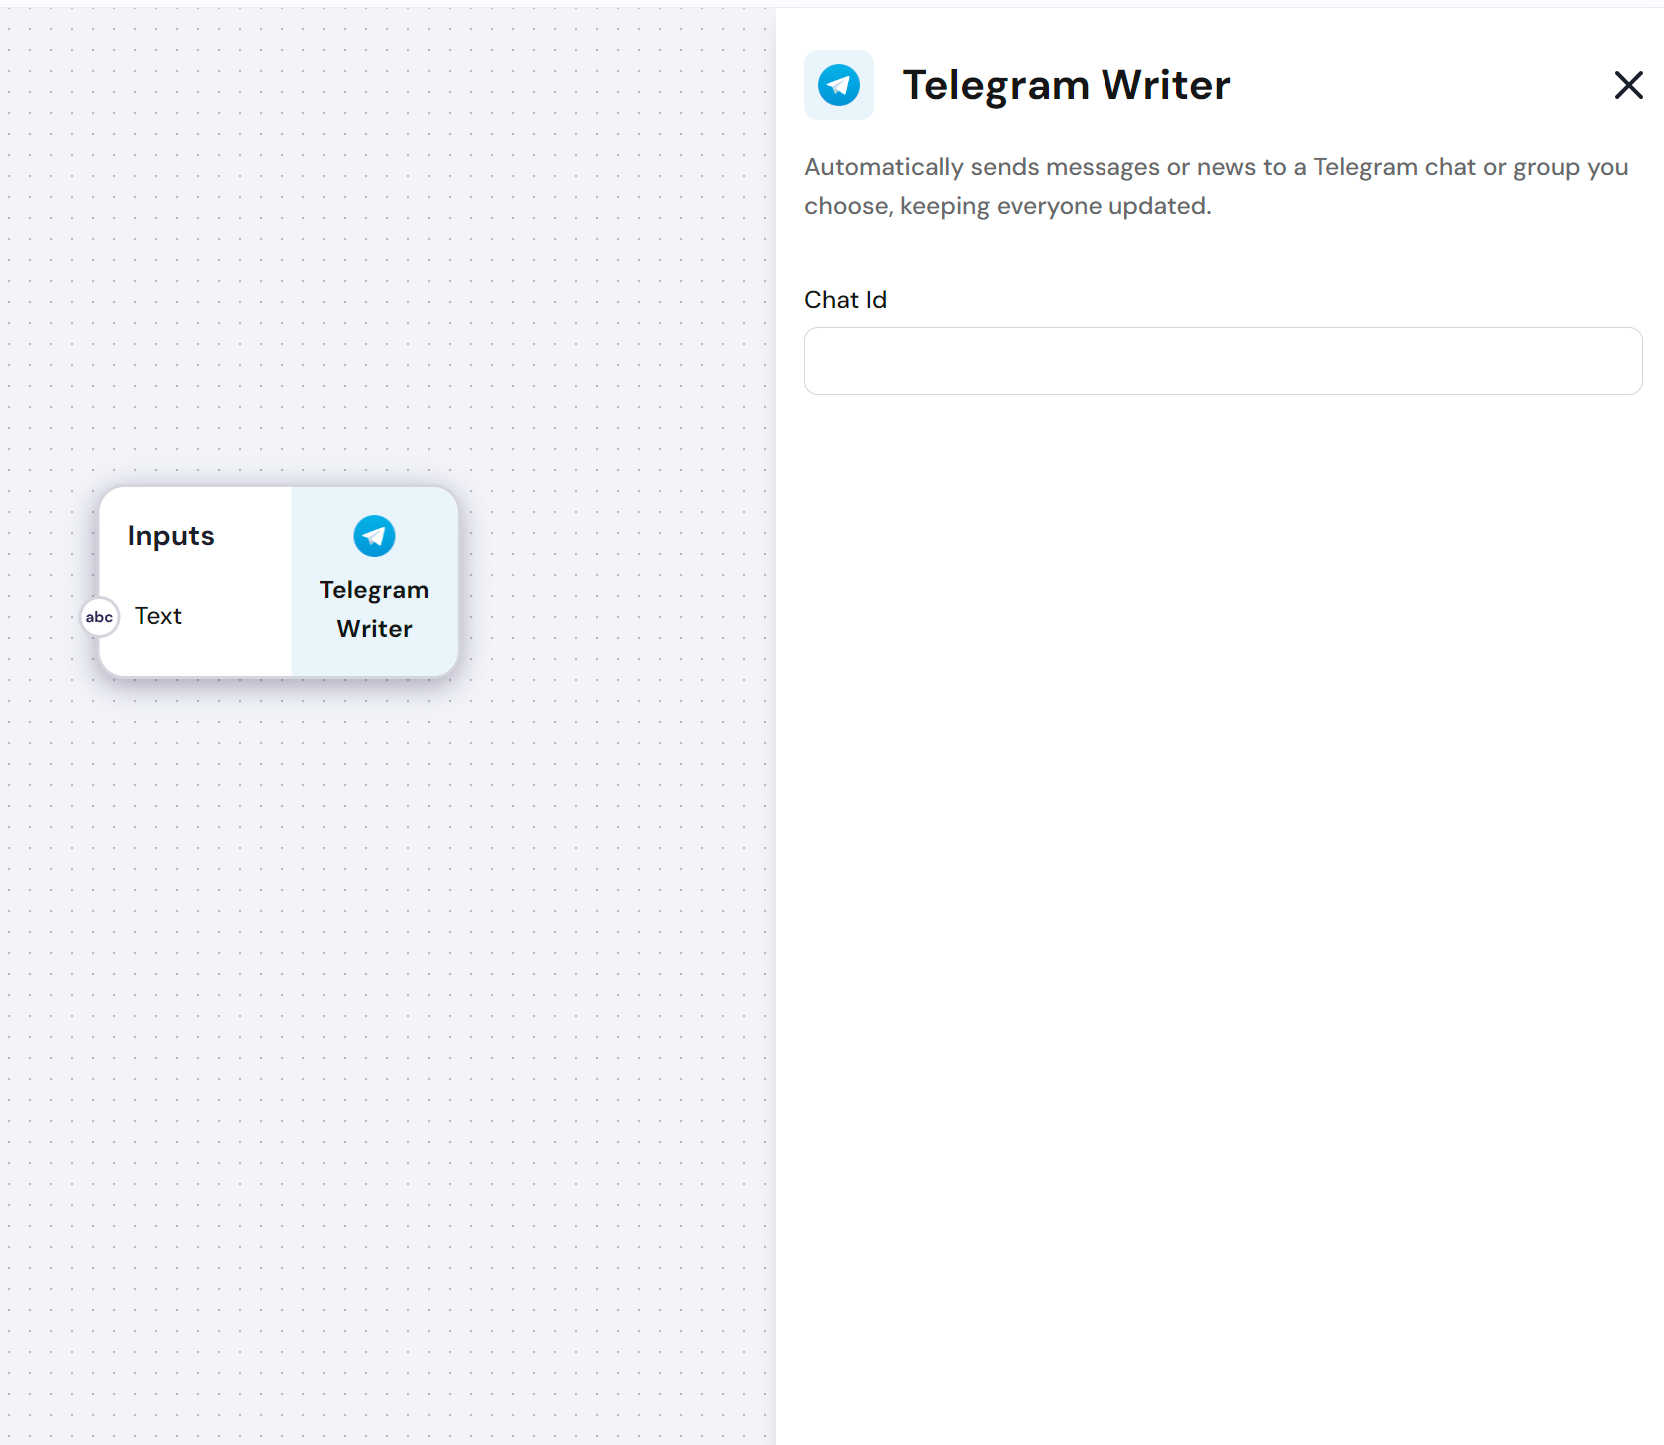 Telegram Writer
Automatically sends messages or news to a Telegram chat or group you
choose, keeping everyone updated.
Chat Id
Inputs
abc
Text
Telegram
Writer